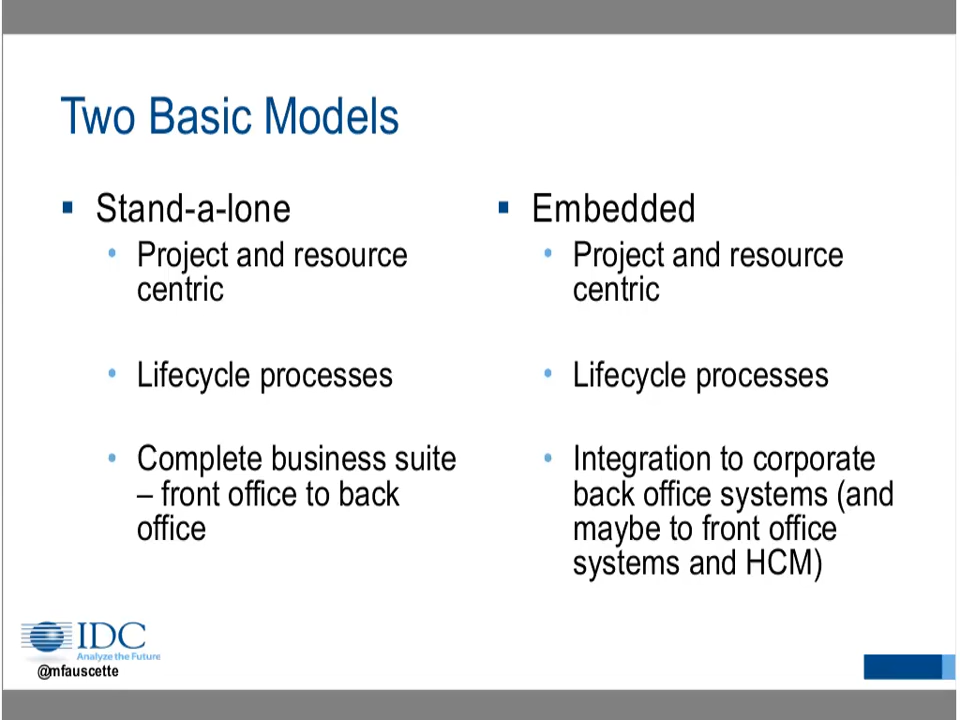 Two Basic Models
Stand-a-lone
Project and resource
centric
Lifecycle processes
Complete business suite
– front office to back
office
Embedded
Project and resource
centric
Lifecycle processes
Integration to corporate
back office systems (and
maybe to front office
systems and HCM)
IDC
Analyze the Future
@mfauscette